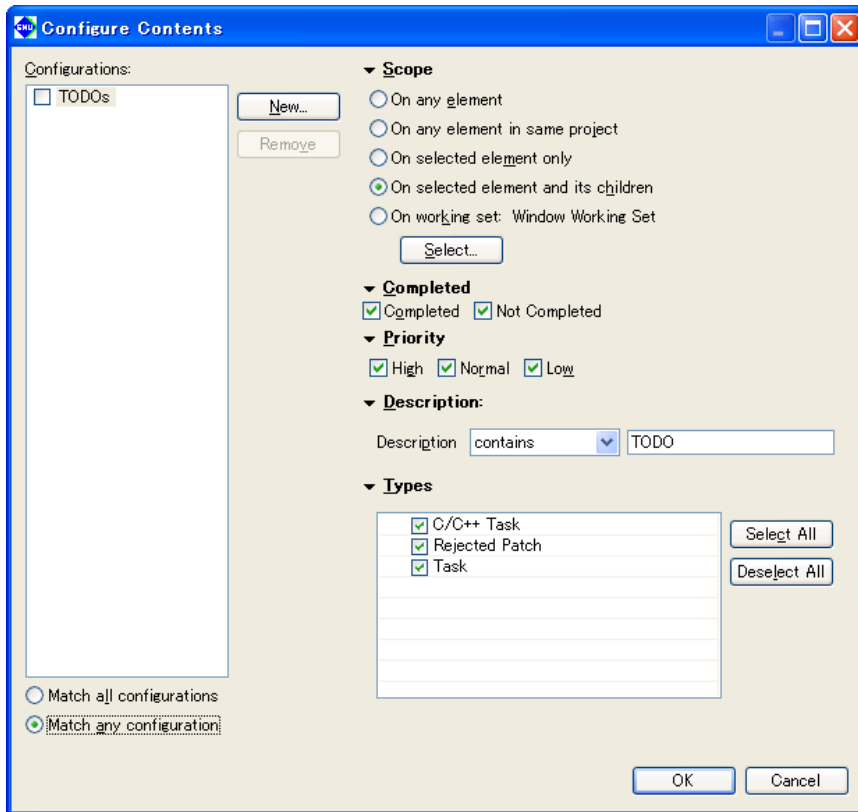 Configure Contents
Configurations:
TODOs
New...
Remove
Scope
On any element
On any element in same project
On selected element only
On selected element and its children
On working set: Window Working Set
Select...
Completed
Completed Not Completed
Priority
High Normal Low
Description:
Description contains TODO
Types
C/C++ Task
Rejected Patch
Task
Select All
Deselect All
Match all configurations
Match any configuration
OK Cancel